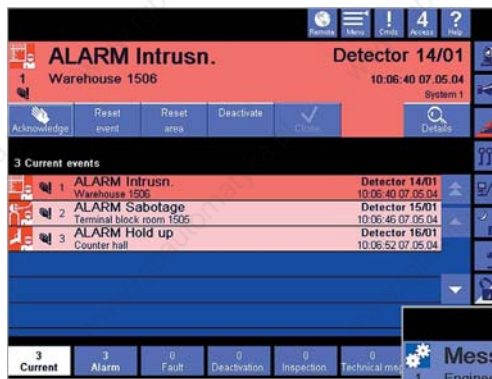 Remote Menu Cmds 4 Access ? Help
ALARM Intrusn. Detector 14/01
1 Warehouse 1506 10:06:40 07.05.04
System 1
Acknowledge Reset event Reset area Deactivate Close Details
3 Current events
1 ALARM Intrusn. Detector 14/01
Warehouse 1506 10:06:40 07.05.04
2 ALARM Sabotage Detector 15/01
Terminal block room 1505 10:06:46 07.05.04
3 ALARM Hold up Detector 16/01
Counter hall 10:06:52 07.05.04
3 Current 3 Alarm 0 Fault 0 Deactivation 0 Inspection. 0 Technical msg
Mess
1 Engine